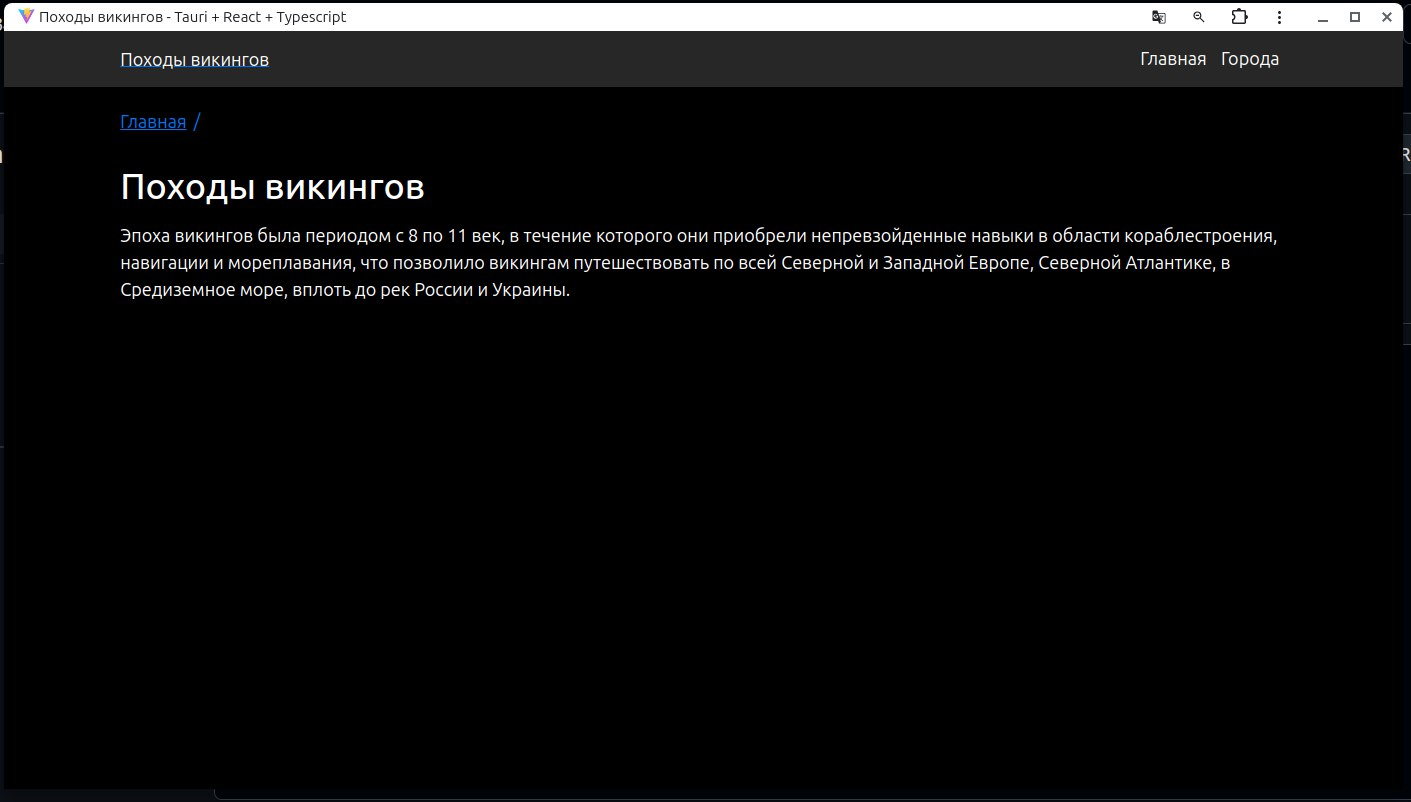 Походы викингов - Tauri + React + Typescript
Походы викингов Главная Города
Главная /
Походы викингов
Эпоха викингов была периодом с 8 по 11 век, в течение которого они приобрели непревзойденные навыки в области кораблестроения,
навигации и мореплавания, что позволило викингам путешествовать по всей Северной и Западной Европе, Северной Атлантике, в
Средиземное море, вплоть до рек России и Украины.